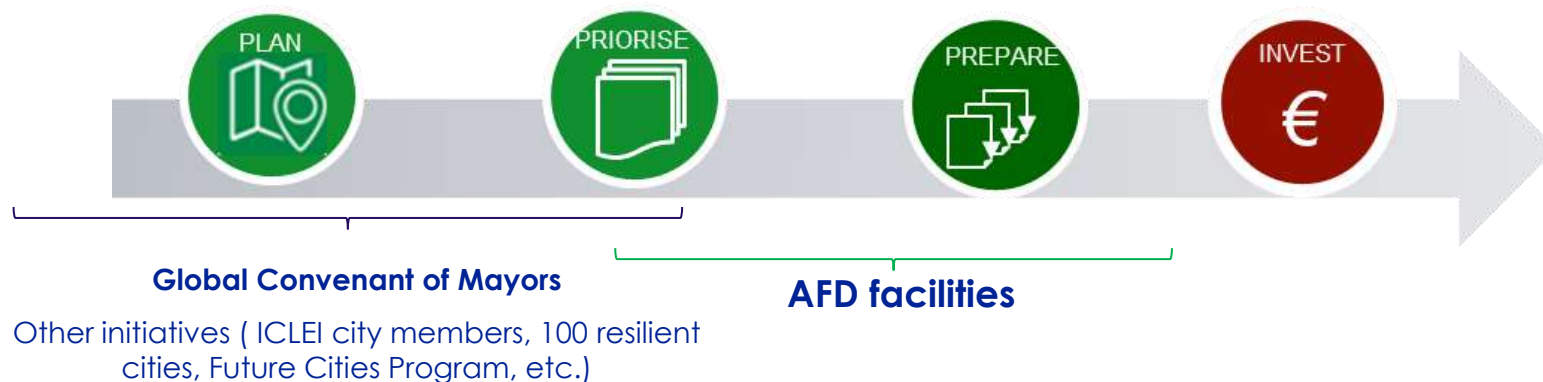 PLAN
PRIORISE
PREPARE
INVEST
€
Global Convenant of Mayors
AFD facilities
Other initiatives ( ICLEI city members, 100 resilient
cities, Future Cities Program, etc.)